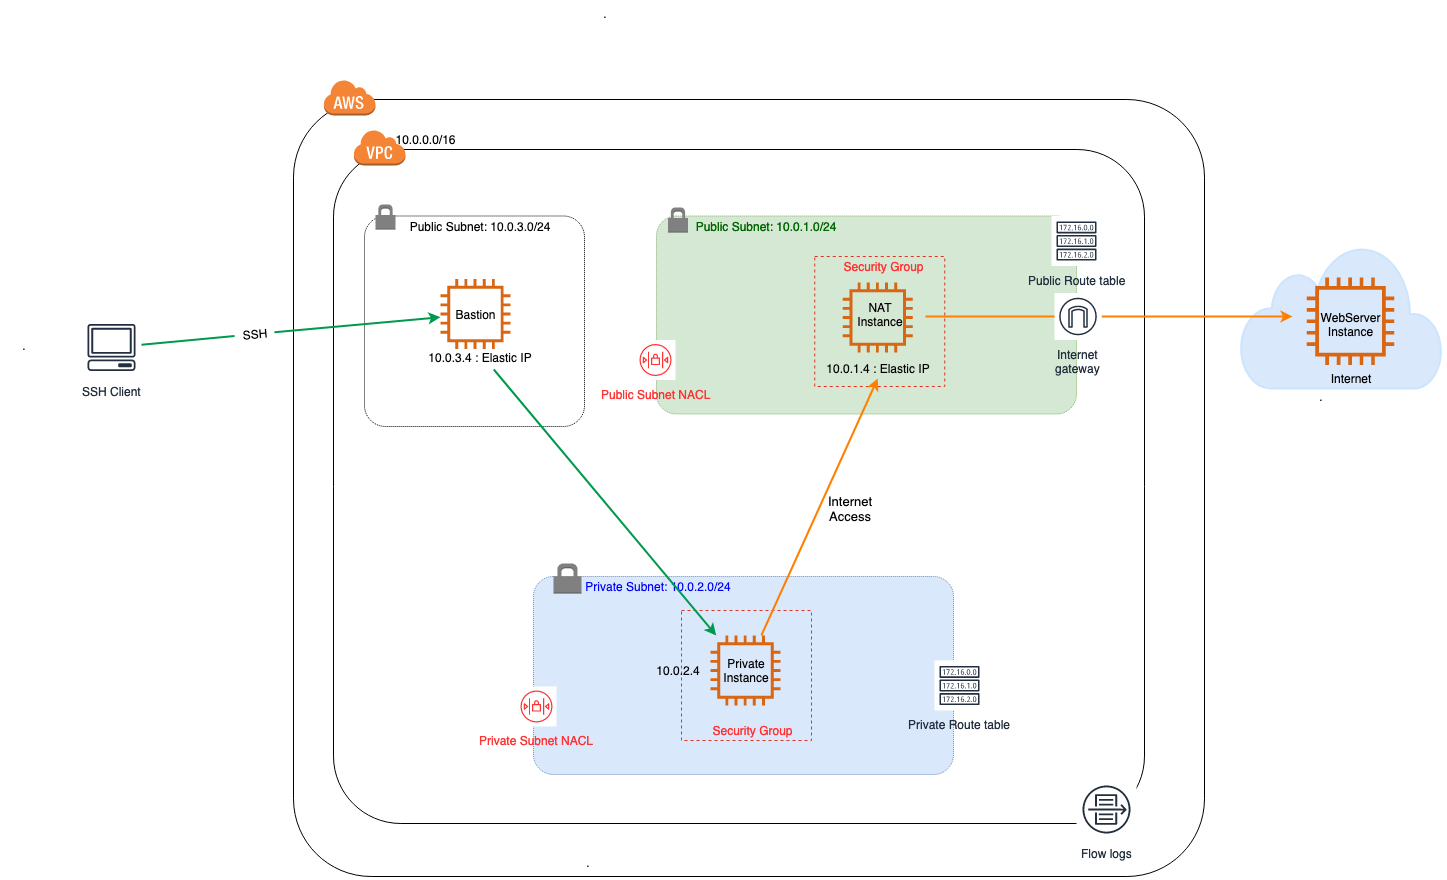 AWS
10.0.0.0/16
VPC
Public Subnet: 10.0.3.0/24
Bastion
10.0.3.4 : Elastic IP
SSH
SSH Client
Public Subnet: 10.0.1.0/24
172.16.0.0
172.16.1.0
172.16.2.0
Public Route table
Security Group
NAT
Instance
10.0.1.4 : Elastic IP
Internet
gateway
Public Subnet NACL
WebServer
Instance
Internet
Internet
Access
Private Subnet: 10.0.2.0/24
10.0.2.4
Private
Instance
Security Group
Private Subnet NACL
172.16.0.0
172.16.1.0
172.16.2.0
Private Route table
Flow logs